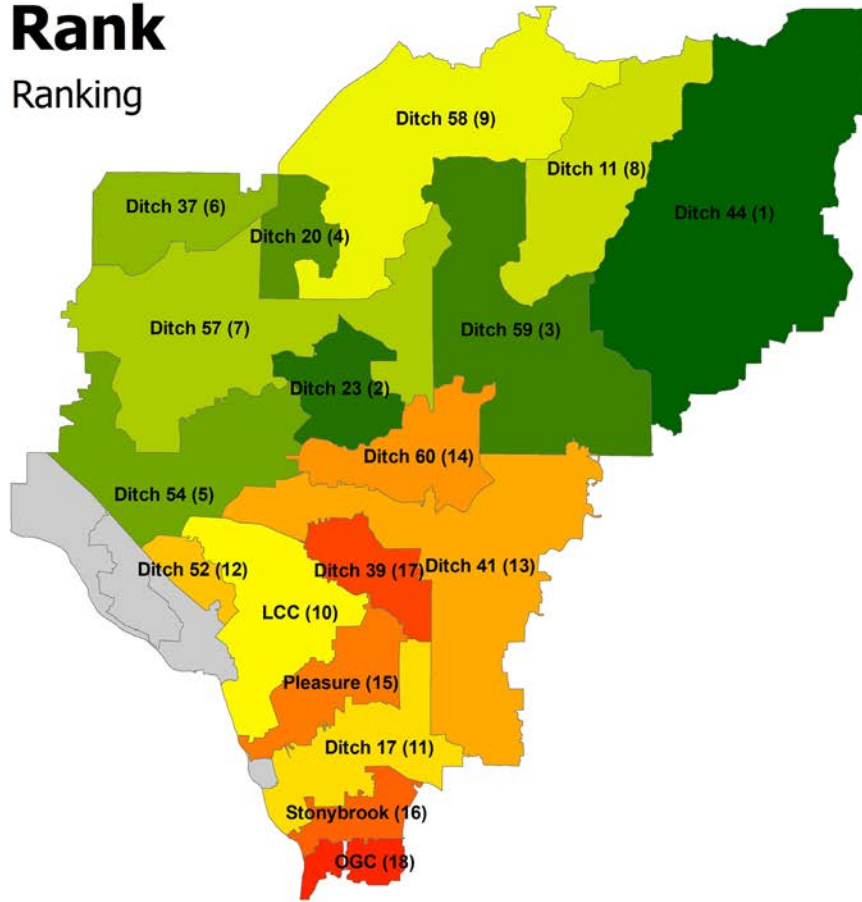 Rank
Ranking
Ditch 58 (9)
Ditch 11 (8)
Ditch 37 (6)
Ditch 44 (1)
Ditch 20 (4)
Ditch 57 (7)
Ditch 59 (3)
Ditch 23 (2)
Ditch 60 (14)
Ditch 54 (5)
Ditch 52 (12)
Ditch 39 (17)
Ditch 41 (13)
LCC (10)
Pleasure (15)
Ditch 17 (11)
Stonybrook (16)
OGC (18)